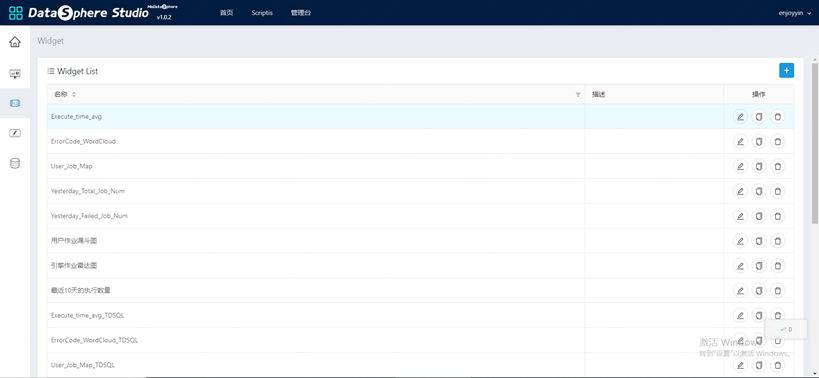 DataSphere Studio
WeDataSphere
v1.0.2
首页
Scriptis
管理台
enjoyyin
Widget
Widget List
名称
描述
操作
Execute_time_avg
ErrorCode_WordCloud
User_Job_Map
Yesterday_Total_Job_Num
Yesterday_Failed_Job_Num
用户作业漏斗图
引擎作业雷达图
最近10天的执行数量
Execute_time_avg_TDSQL
0
ErrorCode_WordCloud_TDSQL
激活 Windows
转到"设置"以激活 Windows。
User_Job_Map_TDSQL